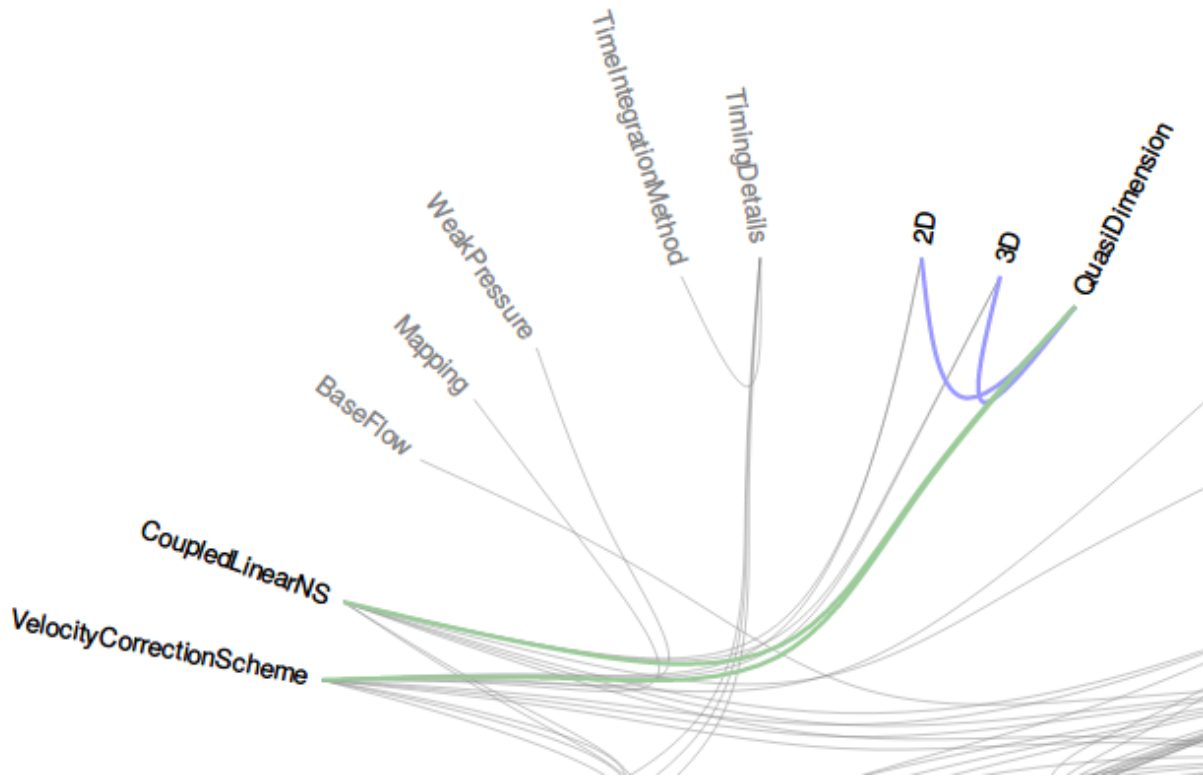 TimeIntegrationMethod
TimingDetails
2D
3D
QuasiDimension
WeakPressure
Mapping
BaseFlow
CoupledLinearNS
VelocityCorrectionScheme